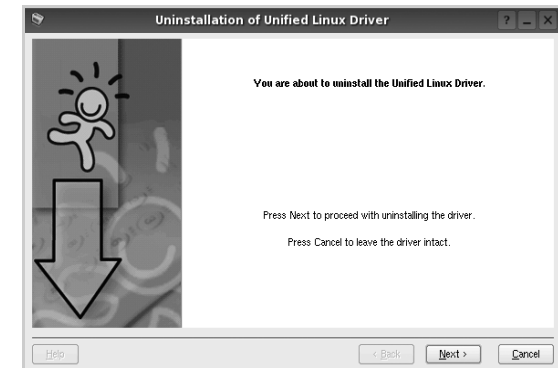 Uninstallation of Unified Linux Driver
You are about to uninstall the Unified Linux Driver.
Press Next to proceed with uninstalling the driver.
Press Cancel to leave the driver intact.
Help
< Back
Next >
Cancel